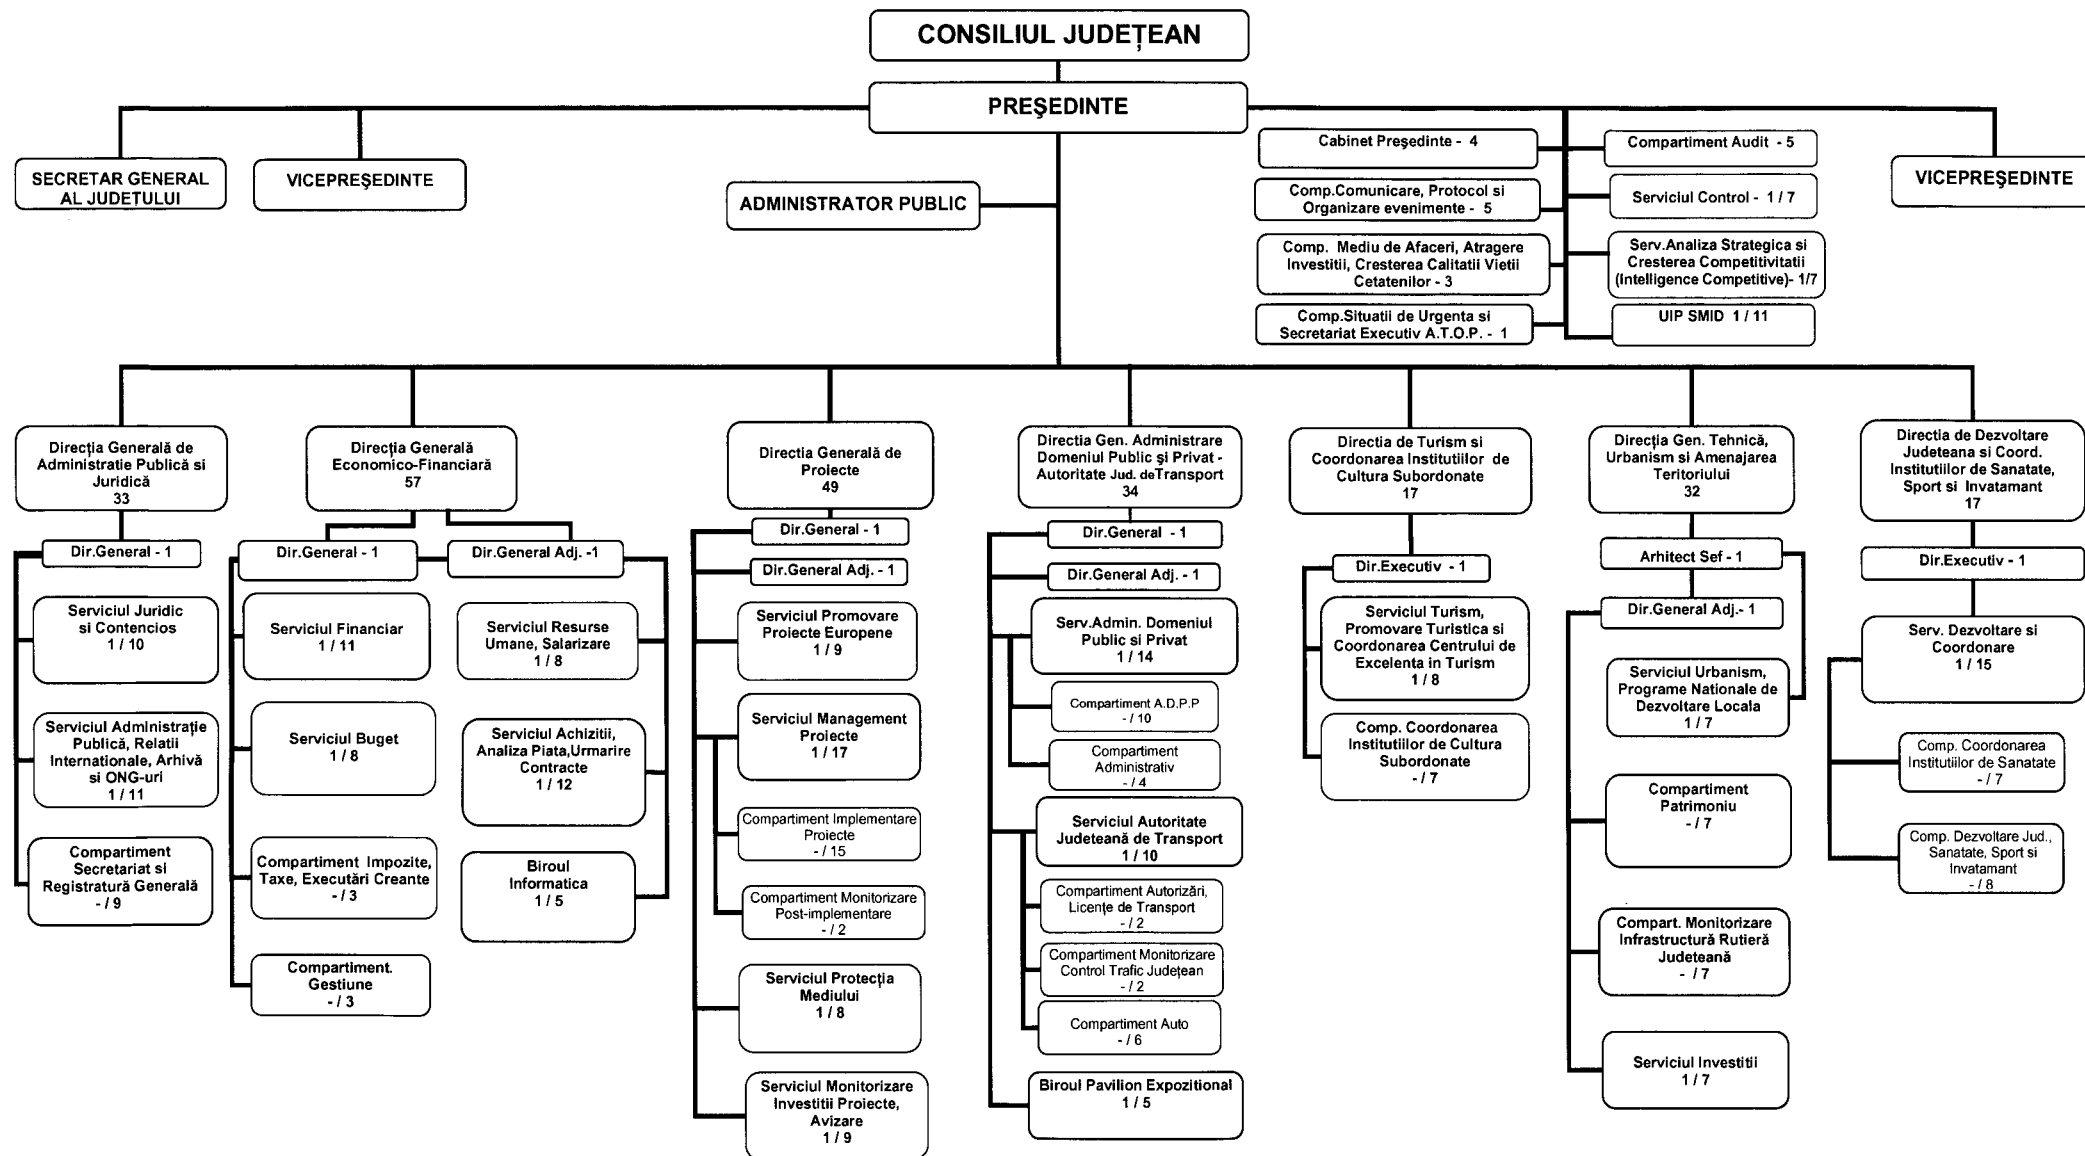 CONSILIUL JUDEȚEAN
PREŞEDINTE
SECRETAR GENERAL
AL JUDEȚULUI
VICEPREŞEDINTE
ADMINISTRATOR PUBLIC
Cabinet Preşedinte - 4
Compartiment Audit - 5
Comp.Comunicare, Protocol si
Organizare evenimente - 5
Serviciul Control - 1 / 7
Comp. Mediu de Afaceri, Atragere
Investitii, Cresterea Calitatii Vietii
Cetatenilor - 3
Serv.Analiza Strategica si
Cresterea Competitivitatii
(Intelligence Competitive)- 1/7
Comp.Situatii de Urgenta si
Secretariat Executiv A.T.O.P. - 1
UIP SMID 1 / 11
VICEPREŞEDINTE
Direcția Generală de
Administratie Publică si
Juridică
33
Dir.General - 1
Serviciul Juridic
si Contencios
1 / 10
Serviciul Administrație
Publică, Relatii
Internationale, Arhivă
si ONG-uri
1 / 11
Compartiment
Secretariat si
Registratură Generală
- / 9
Direcția Generală
Economico-Financiară
57
Dir.General - 1
Dir.General Adj. -1
Serviciul Financiar
1 / 11
Serviciul Buget
1 / 8
Compartiment Impozite,
Taxe, Executări Creante
- / 3
Compartiment.
Gestiune
- / 3
Serviciul Resurse
Umane, Salarizare
1 / 8
Serviciul Achizitii,
Analiza Piata,Urmarire
Contracte
1 / 12
Biroul
Informatica
1 / 5
Directia Generală de
Proiecte
49
Dir.General - 1
Dir.General Adj. - 1
Serviciul Promovare
Proiecte Europene
1 / 9
Serviciul Management
Proiecte
1 / 17
Compartiment Implementare
Proiecte
- / 15
Compartiment Monitorizare
Post-implementare
- / 2
Serviciul Protecția
Mediului
1 / 8
Serviciul Monitorizare
Investitii Proiecte,
Avizare
1 / 9
Directia Gen. Administrare
Domeniul Public şi Privat -
Autoritate Jud. deTransport
34
Dir.General - 1
Dir.General Adj. - 1
Serv.Admin. Domeniul
Public si Privat
1 / 14
Compartiment A.D.P.P
- / 10
Compartiment
Administrativ
- / 4
Serviciul Autoritate
Judeteană de Transport
1 / 10
Compartiment Autorizări,
Licențe de Transport
- / 2
Compartiment Monitorizare
Control Trafic Județean
- / 2
Compartiment Auto
- / 6
Biroul Pavilion Expozitional
1 / 5
Directia de Turism si
Coordonarea Institutiilor de
Cultura Subordonate
17
Dir.Executiv - 1
Serviciul Turism,
Promovare Turistica si
Coordonarea Centrului de
Excelenta in Turism
1 / 8
Comp. Coordonarea
Institutiilor de Cultura
Subordonate
- / 7
Direcția Gen. Tehnică,
Urbanism si Amenajarea
Teritoriului
32
Arhitect Sef - 1
Dir.General Adj.- 1
Serviciul Urbanism,
Programe Nationale de
Dezvoltare Locala
1 / 7
Compartiment
Patrimoniu
- / 7
Compart. Monitorizare
Infrastructură Rutieră
Judeteană
- / 7
Serviciul Investitii
1 / 7
Directia de Dezvoltare
Judeteana si Coord.
Institutiilor de Sanatate,
Sport si Invatamant
17
Dir.Executiv - 1
Serv. Dezvoltare si
Coordonare
1 / 15
Comp. Coordonarea
Institutiilor de Sanatate
- / 7
Comp. Dezvoltare Jud.,
Sanatate, Sport si
Invatamant
- / 8